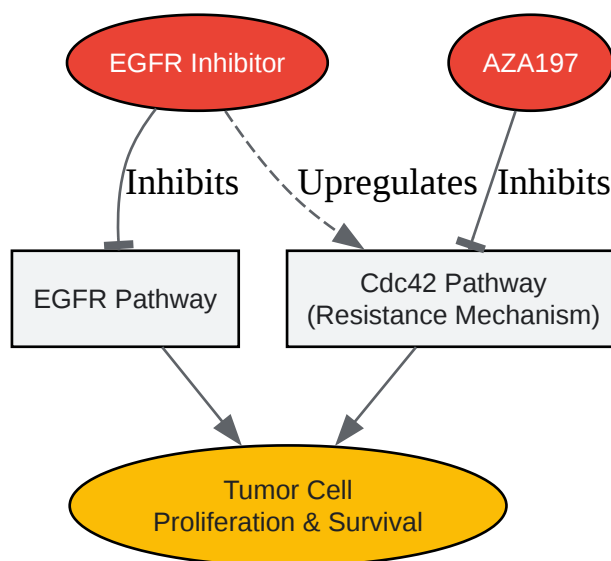 EGFR Inhibitor
AZA197
Inhibits
Upregulates
Inhibits
EGFR Pathway
Cdc42 Pathway
(Resistance Mechanism)
Tumor Cell
Proliferation & Survival